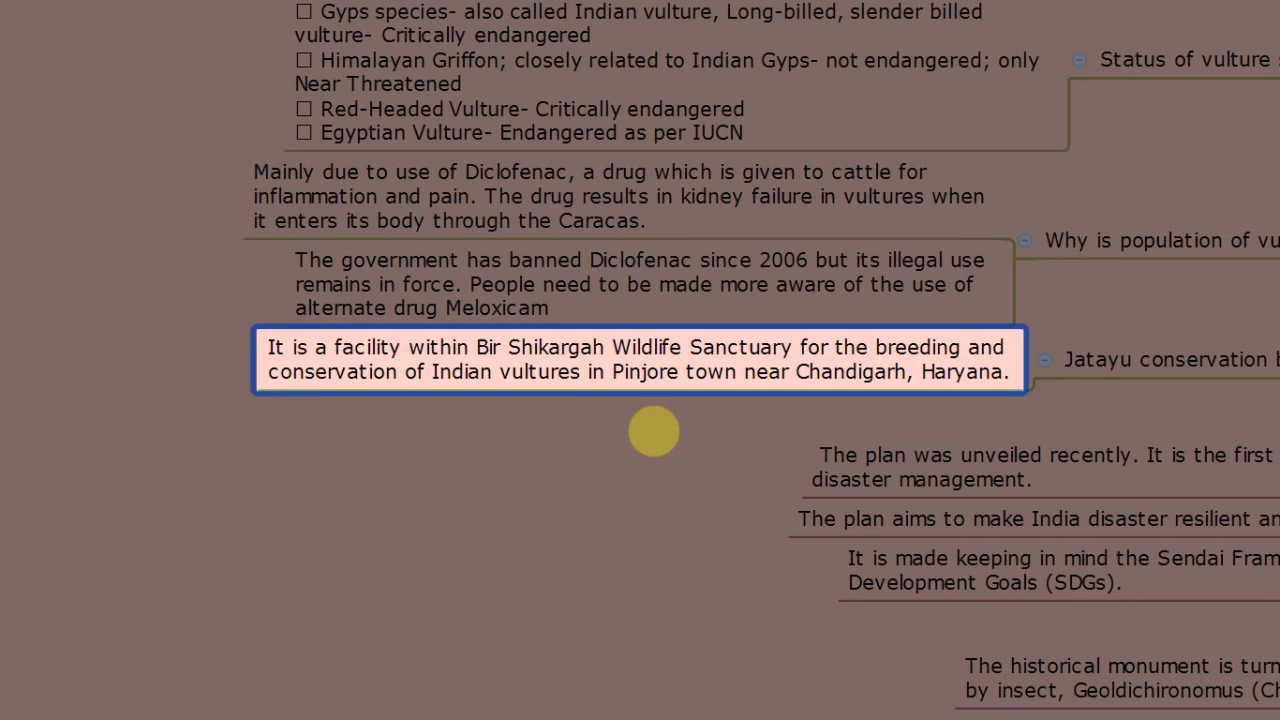 ☐ Gyps species- also called Indian vulture, Long-billed, slender billed
vulture- Critically endangered
☐ Himalayan Griffon; closely related to Indian Gyps- not endangered; only
Near Threatened
☐ Red-Headed Vulture- Critically endangered
☐ Egyptian Vulture- Endangered as per IUCN
Status of vulture
Mainly due to use of Diclofenac, a drug which is given to cattle for
inflammation and pain. The drug results in kidney failure in vultures when
it enters its body through the Caracas.
Why is population of vu
The government has banned Diclofenac since 2006 but its illegal use
remains in force. People need to be made more aware of the use of
alternate drug Meloxicam
It is a facility within Bir Shikargah Wildlife Sanctuary for the breeding and
conservation of Indian vultures in Pinjore town near Chandigarh, Haryana.
Jatayu conservation b
The plan was unveiled recently. It is the first
disaster management.
The plan aims to make India disaster resilient an
It is made keeping in mind the Sendai Fram
Development Goals (SDGs).
The historical monument is turn
by insect, Geoldichironomus (Ch